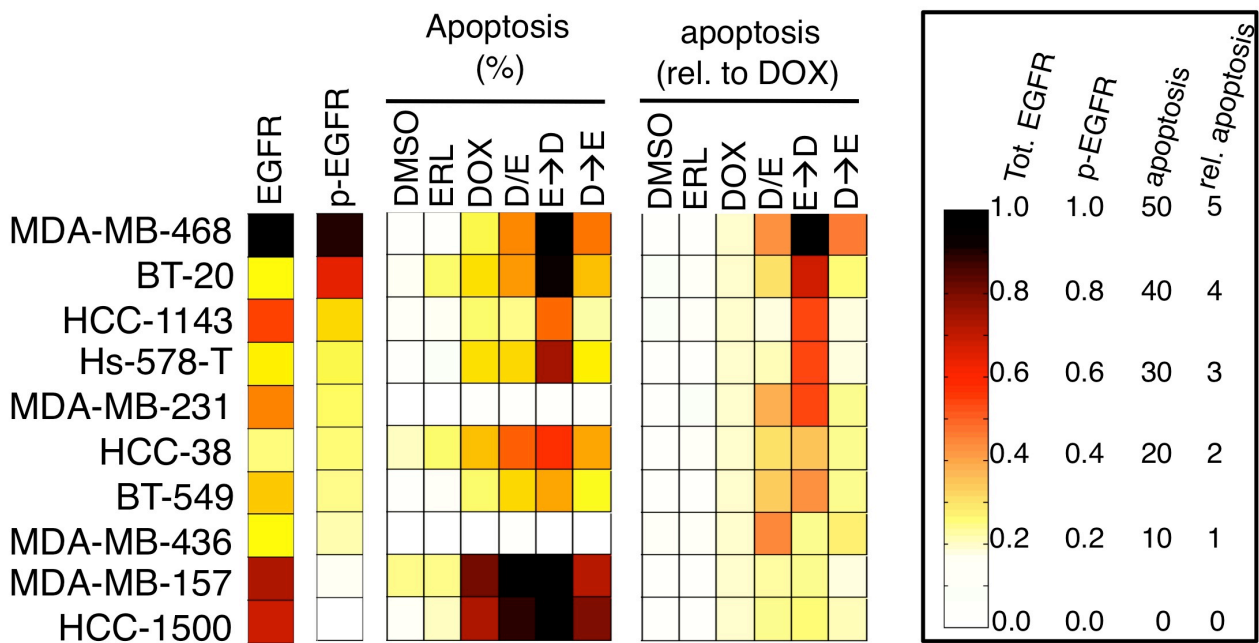 Apoptosis
(%)
apoptosis
(rel. to DOX)
EGFR
p-EGFR
DMSO
ERL
DOX
D/E
E→D
D→E
DMSO
ERL
DOX
D/E
E→D
D→E
MDA-MB-468
BT-20
HCC-1143
Hs-578-T
MDA-MB-231
HCC-38
BT-549
MDA-MB-436
MDA-MB-157
HCC-1500
Tot. EGFR
p-EGFR
apoptosis
rel. apoptosis
1.0 1.0 50 5
0.8 0.8 40 4
0.6 0.6 30 3
0.4 0.4 20 2
0.2 0.2 10 1
0.0 0.0 0 0